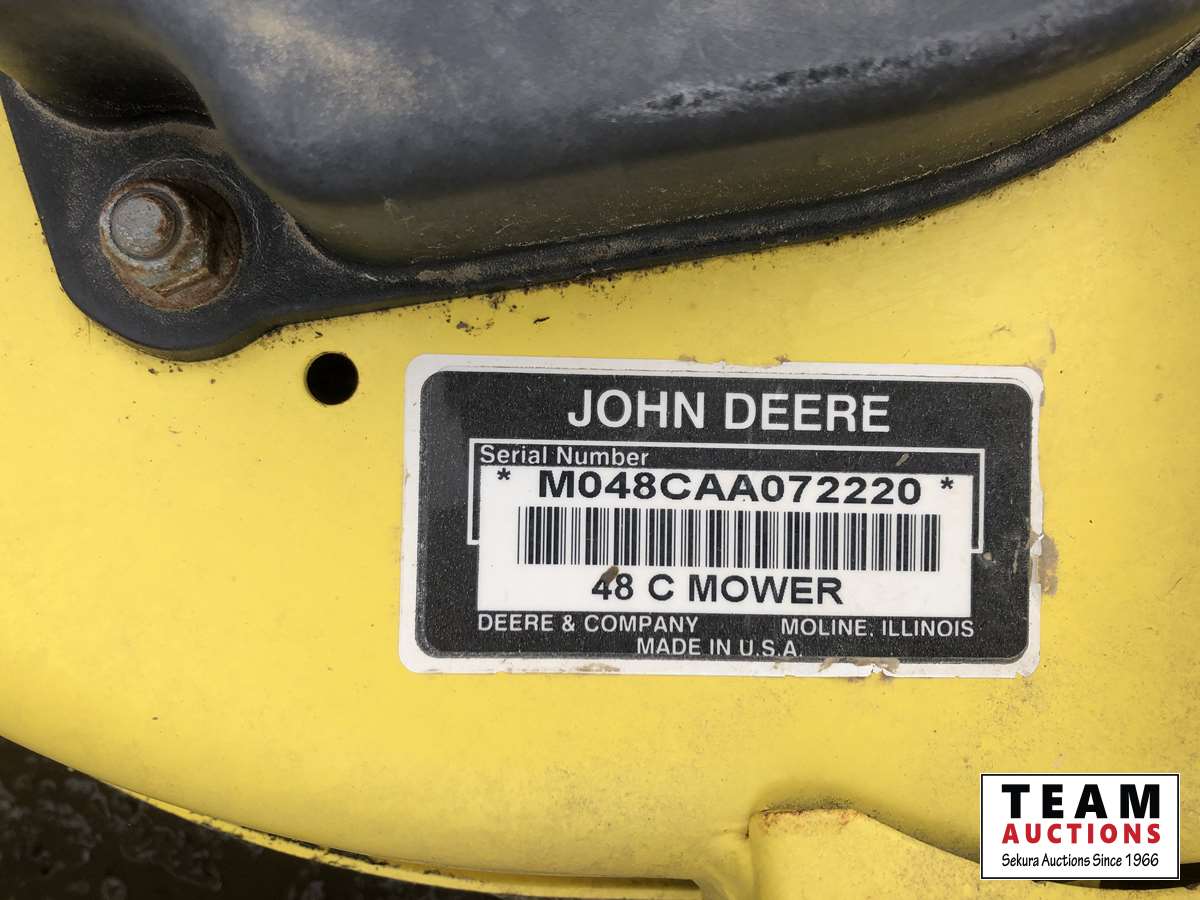 JOHN DEERE
Serial Number
* M048CAA072220 *
48 C MOWER
DEERE & COMPANY MOLINE, ILLINOIS
MADE IN U.S.A.
TEAM
AUCTIONS
Sekura Auctions Since 1966